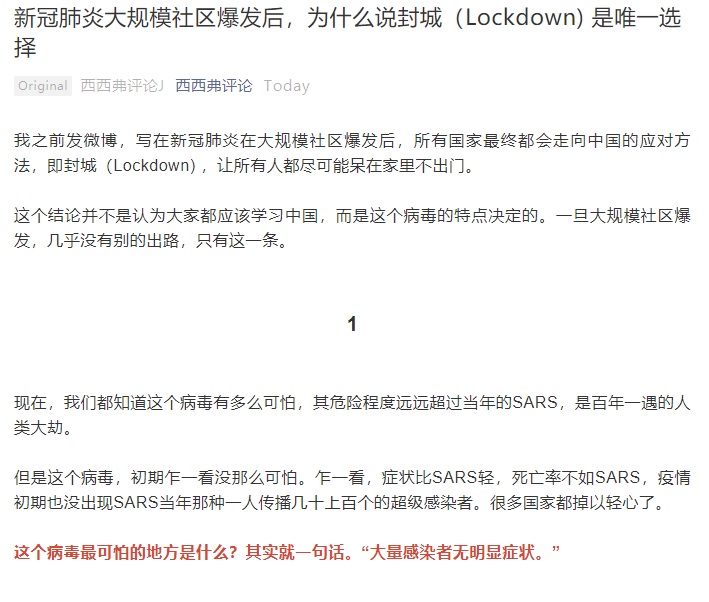 新冠肺炎大规模社区爆发后，为什么说封城（Lockdown) 是唯一选
择
Original 西西弗评论J 西西弗评论 Today
我之前发微博，写在新冠肺炎在大规模社区爆发后，所有国家最终都会走向中国的应对方
法，即封城（Lockdown) ，让所有人都尽可能呆在家里不出门。
这个结论并不是认为大家都应该学习中国，而是这个病毒的特点决定的。一旦大规模社区爆
发，几乎没有别的出路，只有这一条。
1
现在，我们都知道这个病毒有多么可怕，其危险程度远远超过当年的SARS，是百年一遇的人
类大劫。
但是这个病毒，初期乍一看没那么可怕。乍一看，症状比SARS轻，死亡率不如SARS，疫情
初期也没出现SARS当年那种一人传播几十上百个的超级感染者。很多国家都掉以轻心了。
这个病毒最可怕的地方是什么？其实就一句话。“大量感染者无明显症状。”